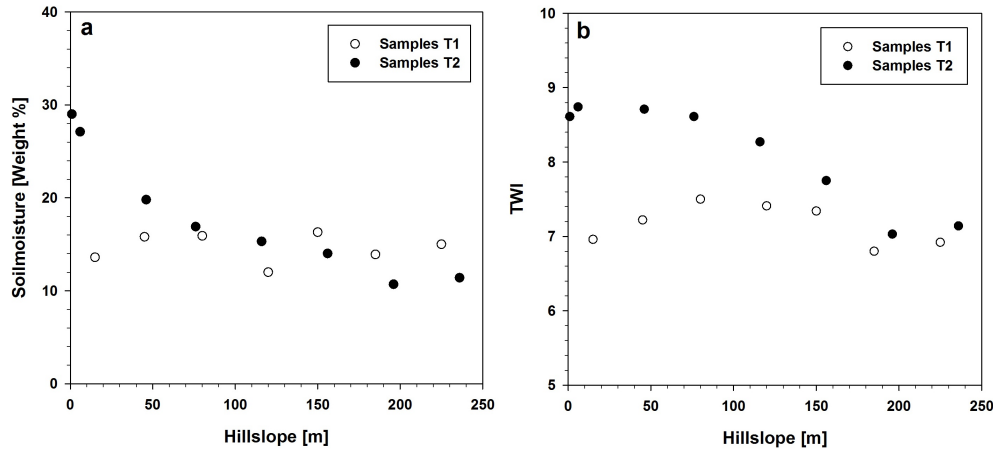 a
Samples T1
Samples T2
Soilmoisture [Weight %]
40
30
20
10
0
0 50 100 150 200 250
Hillslope [m]
b
Samples T1
Samples T2
TWI
10
9
8
7
6
5
0 50 100 150 200 250
Hillslope [m]